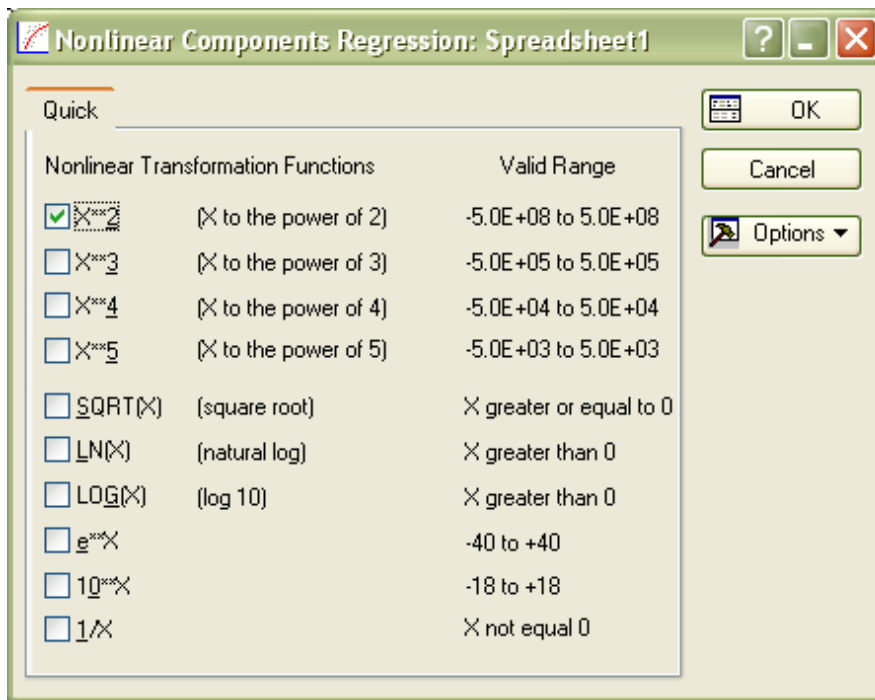 Nonlinear Components Regression: Spreadsheet1
?
Quick
OK
Cancel
Options
Nonlinear Transformation Functions Valid Range
X**2 (X to the power of 2) -5.0E+08 to 5.0E+08
X**3 (X to the power of 3) -5.0E+05 to 5.0E+05
X**4 (X to the power of 4) -5.0E+04 to 5.0E+04
X**5 (X to the power of 5) -5.0E+03 to 5.0E+03
SQRT(X) (square root) X greater or equal to 0
LN(X) (natural log) X greater than 0
LOG(X) (log 10) X greater than 0
e**X -40 to +40
10**X -18 to +18
1/X X not equal 0